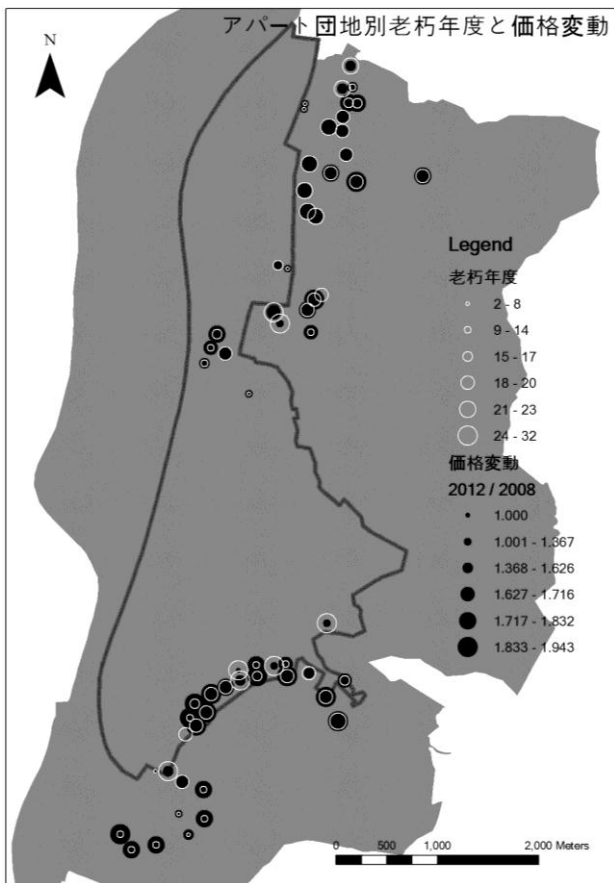 アパート団地別老朽年度と価格変動
N
Legend
老朽年度
2 - 8
9 - 14
15 - 17
18 - 20
21 - 23
24 - 32
価格変動
2012 / 2008
1.000
1.001 - 1.367
1.368 - 1.626
1.627 - 1.716
1.717 - 1.832
1.833 - 1.943
0 500 1,000 2,000 Meters